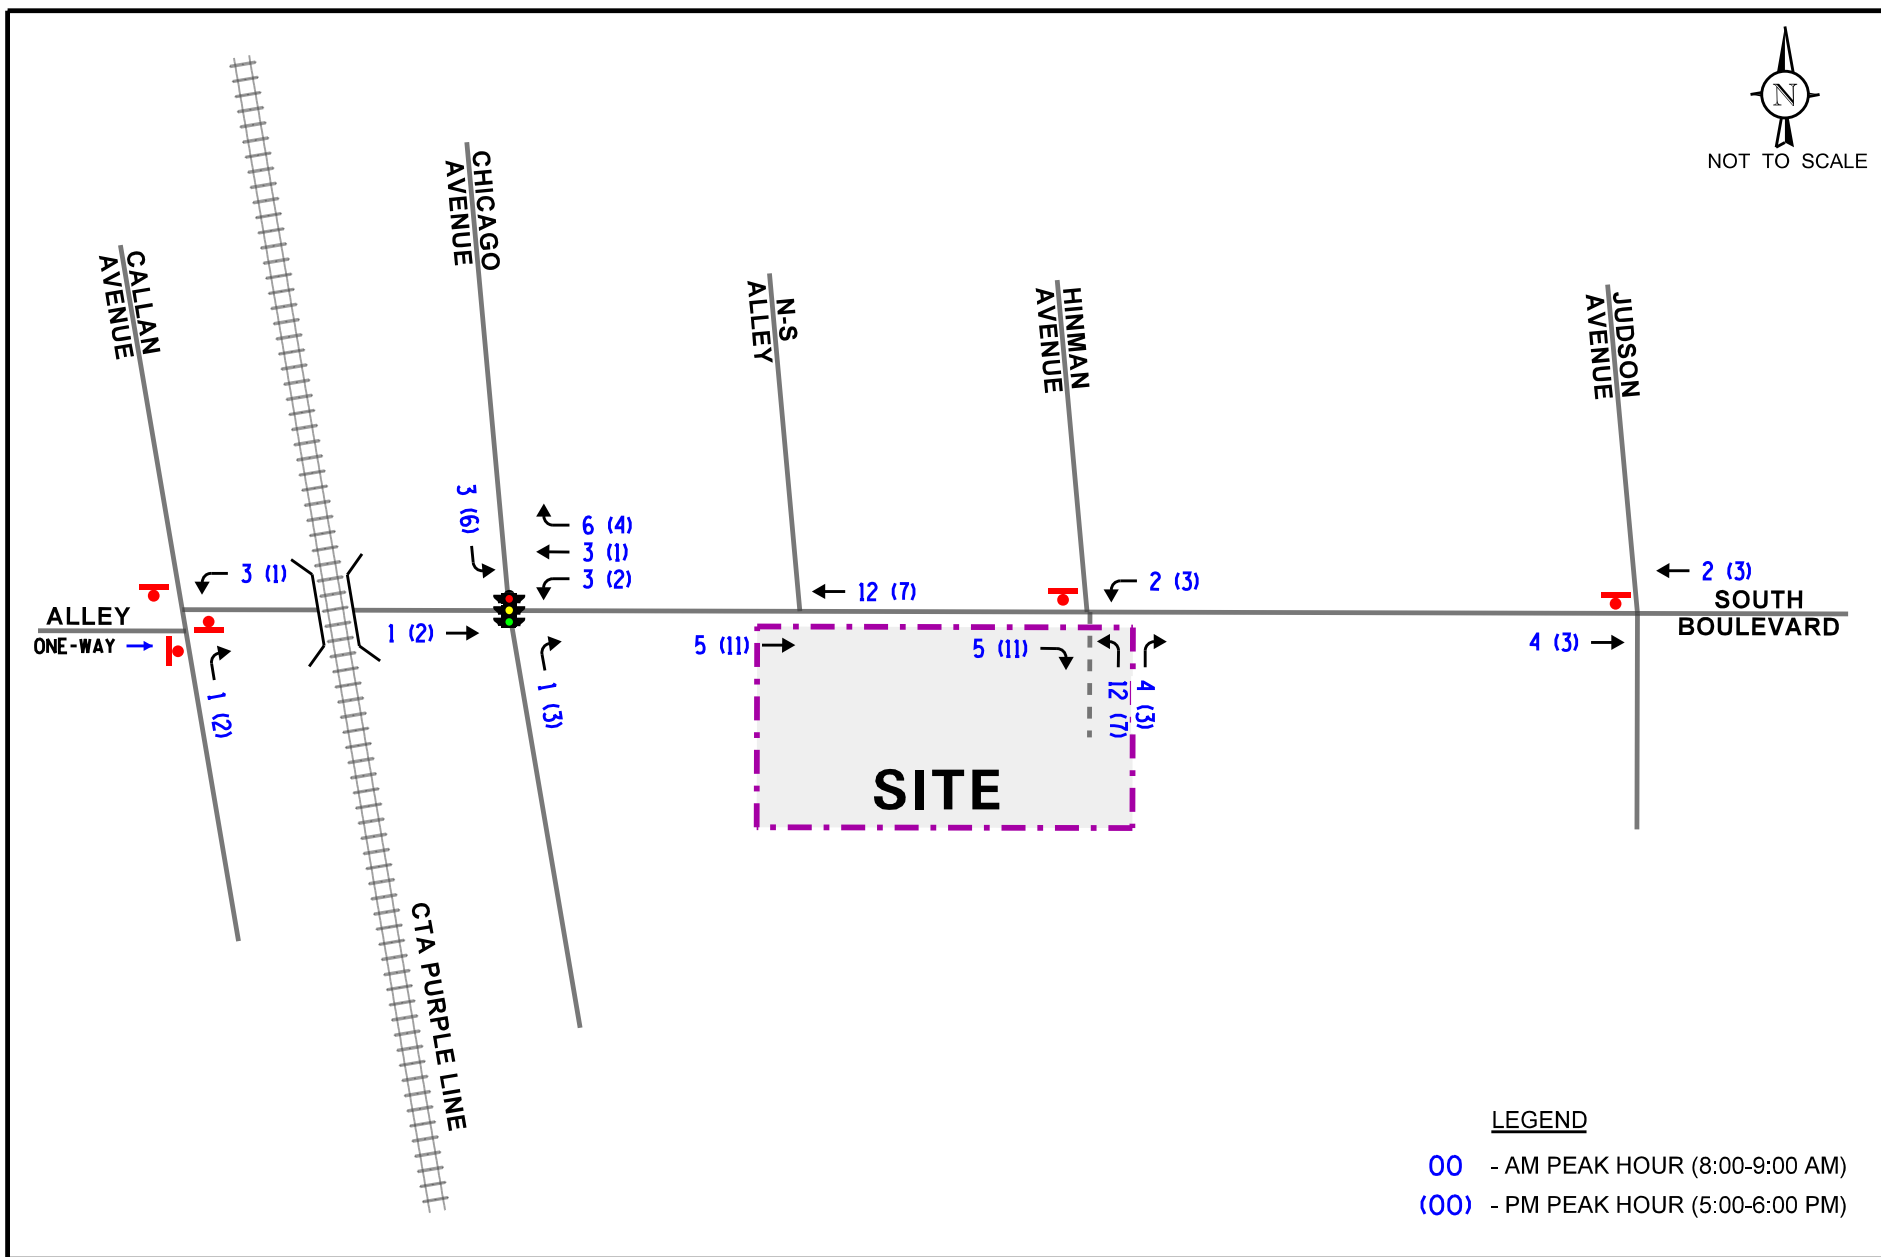 N
NOT TO SCALE
CHICAGO
AVENUE
CALLAN
AVENUE
N-S
ALLEY
HINMAN
AVENUE
JUDSON
AVENUE
3 (6)
6 (4)
3 (1)
3 (2)
3 (1)
12 (7)
2 (3)
2 (3)
SOUTH
BOULEVARD
ALLEY
ONE-WAY
1 (2)
1 (2)
1 (3)
5 (11)
5 (11)
12 (7)
4 (3)
4 (3)
SITE
CTA PURPLE LINE
LEGEND
00 - AM PEAK HOUR (8:00-9:00 AM)
(00) - PM PEAK HOUR (5:00-6:00 PM)